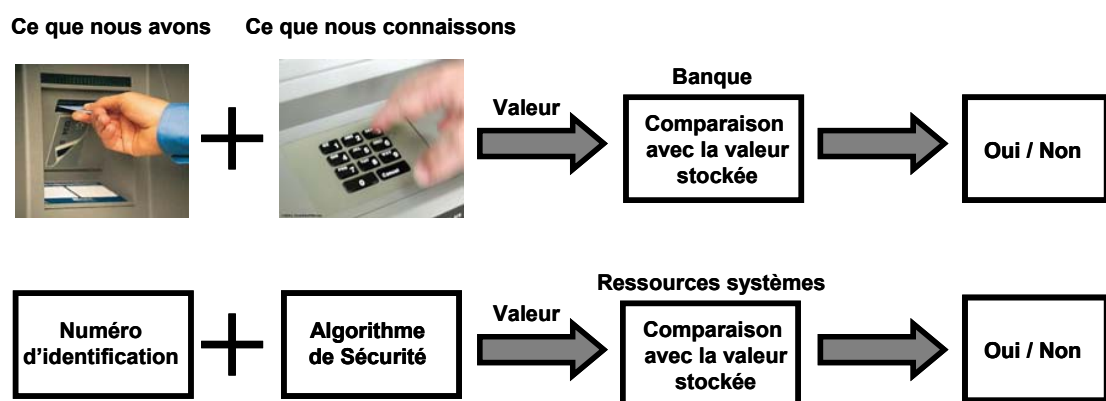 Ce que nous avons
Ce que nous connaissons
Banque
Valeur
Comparaison
avec la valeur
stockée
Oui / Non
Ressources systèmes
Valeur
Numéro
d'identification
Algorithme
de Sécurité
Comparaison
avec la valeur
stockée
Oui / Non